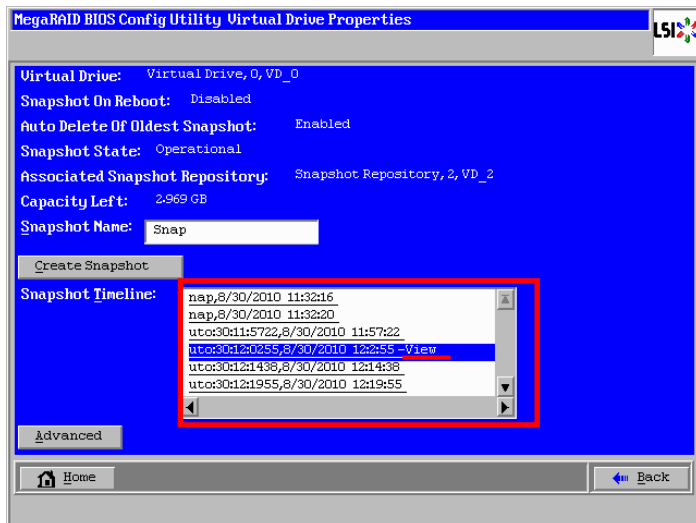 MegaRAID BIOS Config Utility Virtual Drive Properties
LSI
Virtual Drive: Virtual Drive, 0, VD_0
Snapshot On Reboot: Disabled
Auto Delete Of Oldest Snapshot: Enabled
Snapshot State: Operational
Associated Snapshot Repository: Snapshot Repository, 2, VD_2
Capacity Left: 2.969 GB
Snapshot Name: Snap
Create Snapshot
Snapshot Timeline:
nap,8/30/2010 11:32:16
nap,8/30/2010 11:32:20
uto:30:11:5722,8/30/2010 11:57:22
uto:30:12:0255,8/30/2010 12:2:55 -View
uto:30:12:1438,8/30/2010 12:14:38
uto:30:12:1955,8/30/2010 12:19:55
Advanced
Home Back